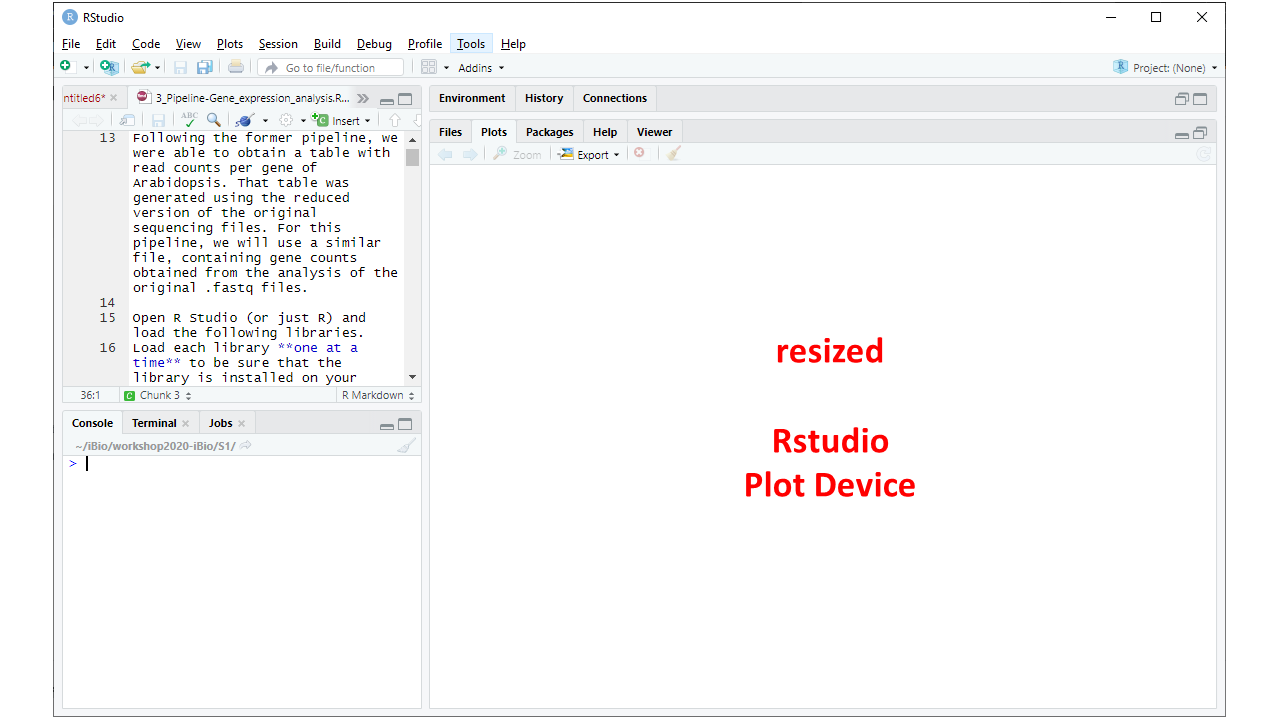 RStudio
File Edit Code View Plots Session Build Debug Profile Tools Help
Go to file/function Addins Project: (None)
ntitled6* 3_Pipeline-Gene_expression_analysis.R...
ABC Insert
13 Following the former pipeline, we
were able to obtain a table with
read counts per gene of
Arabidopsis. That table was
generated using the reduced
version of the original
sequencing files. For this
pipeline, we will use a similar
file, containing gene counts
obtained from the analysis of the
original .fastq files.
14
15 Open R Studio (or just R) and
load the following libraries.
16 Load each library **one at a
time** to be sure that the
library is installed on your
36:1 Chunk 3 R Markdown
Console Terminal Jobs
~/iBio/workshop2020-iBio/S1/
>
Environment History Connections
Files Plots Packages Help Viewer
Zoom Export
resized
Rstudio
Plot Device